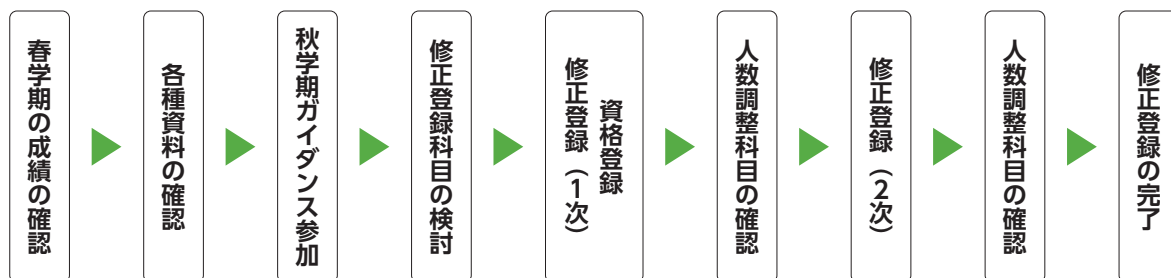 春学期の成績の確認
各種資料の確認
秋学期ガイダンス参加
修正登録科目の検討
資格登録
修正登録（1次）
人数調整科目の確認
修正登録（2次）
人数調整科目の確認
修正登録の完了